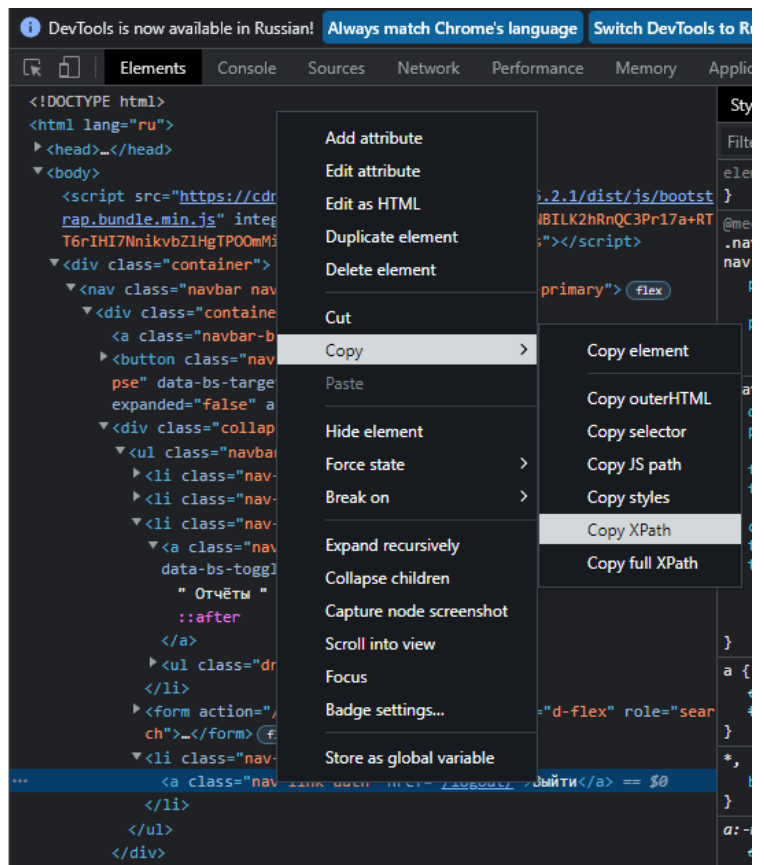 DevTools is now available in Russian! Always match Chrome's language Switch DevTools to R
Elements Console Sources Network Performance Memory Applic
<!DOCTYPE html>
<html lang="ru">
<head>…</head>
<body>
<script src="https://cdn
5.2.1/dist/js/bootst
rap.bundle.min.js" integ
NBILK2hRnQC3Pr17a+RT
T6rIHI7NnikvbZlHgTPOOmMi
s"></script>
<div class="container">
<nav class="navbar nav
-primary"> flex
<div class="containe
<a class="navbar-b
<button class="nav
pse" data-bs-targe
expanded="false" a
<div class="collap
<ul class="navbar
<li class="nav-
<li class="nav-
<li class="nav-
<a class="nav
data-bs-toggl
" Отчёты "
::after
</a>
<ul class="dr
</li>
<form action="/
="d-flex" role="sear
ch">…</form>
<li class="nav-
<a class="nav-link auth" href="/logout/">Выйти</a> == $0
</li>
</ul>
</div>
Add attribute
Edit attribute
Edit as HTML
Duplicate element
Delete element
Cut
Copy
Paste
Hide element
Force state
Break on
Expand recursively
Collapse children
Capture node screenshot
Scroll into view
Focus
Badge settings...
Store as global variable
Copy element
Copy outerHTML
Copy selector
Copy JS path
Copy styles
Copy XPath
Copy full XPath
Sty
Filte
ele
}
@me
.na
nav
}
a {
}
*,
}
a:-